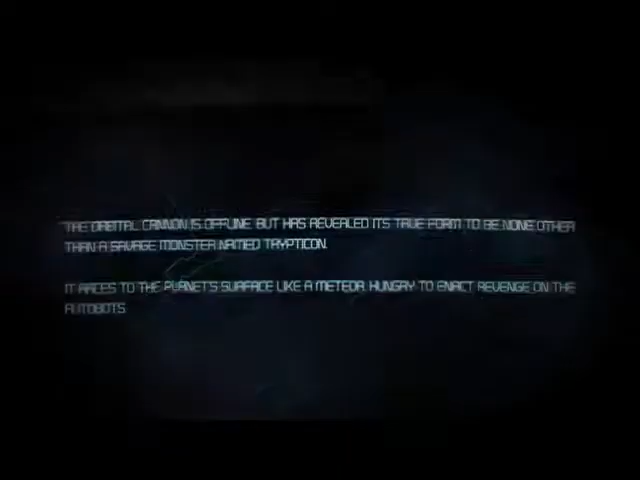 THE ORBITAL CANNON IS OFFLINE BUT HAS REVEALED ITS TRUE FORM TO BE NONE OTHER
THAN A SAVAGE MONSTER NAMED TRYPTICON.
IT RACES TO THE PLANET'S SURFACE LIKE A METEOR. HUNGRY TO ENACT REVENGE ON THE
AUTOBOTS.